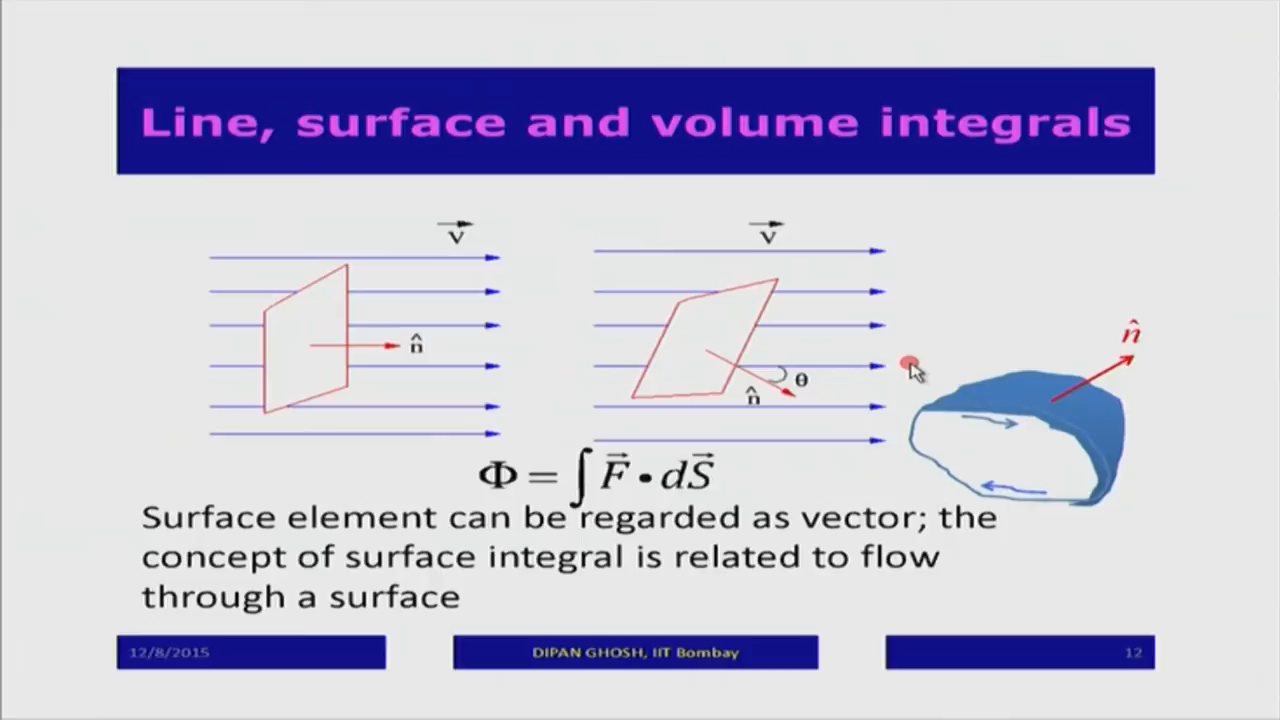 Line, surface and volume integrals
v⃗
v⃗
n̂
θ
n̂
n̂
Φ = ∫ F⃗ • dS⃗
Surface element can be regarded as vector; the
concept of surface integral is related to flow
through a surface
12/8/2015
DIPAN GHOSH, IIT Bombay
12